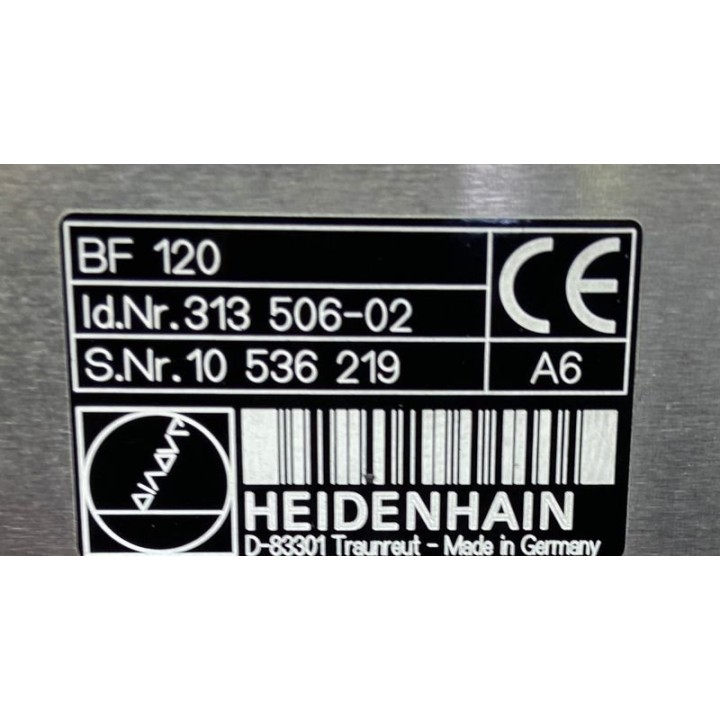 BF 120
CE
Id.Nr.313 506-02
S.Nr.10 536 219
A6
HEIDENHAIN
D-83301 Traunreut - Made in Germany